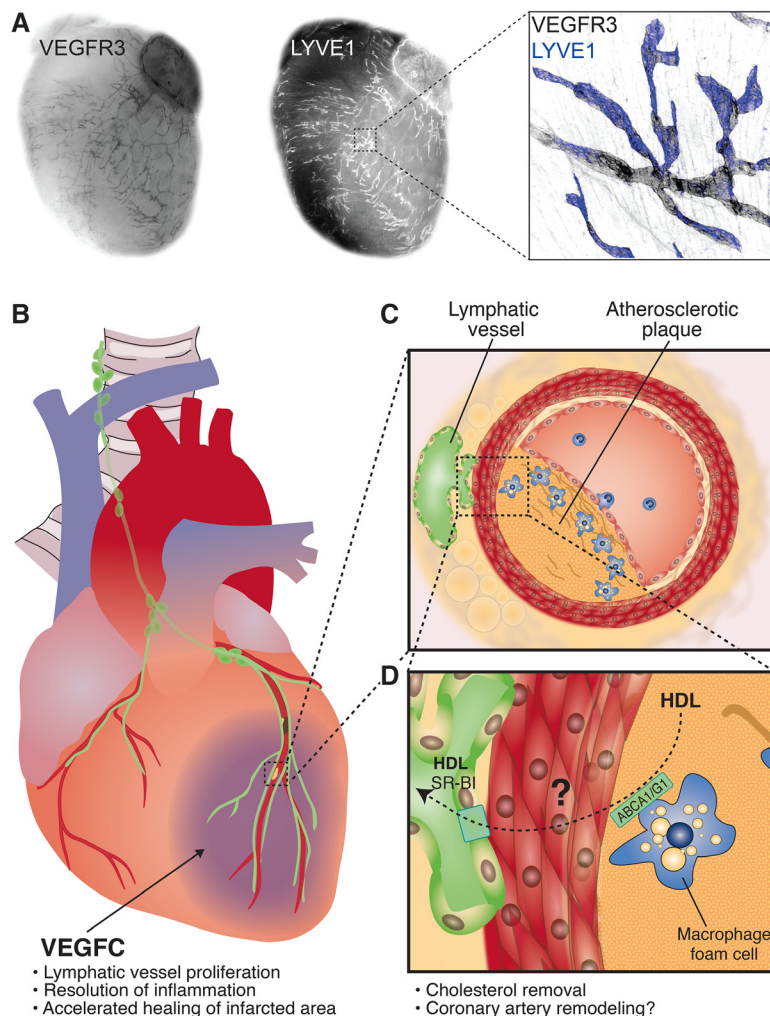 A
VEGFR3
LYVE1
VEGFR3
LYVE1
B
VEGFC
• Lymphatic vessel proliferation
• Resolution of inflammation
• Accelerated healing of infarcted area
C
Lymphatic
vessel
Atherosclerotic
plaque
D
HDL
HDL
SR-BI
?
ABCA1/G1
Macrophage
foam cell
• Cholesterol removal
• Coronary artery remodeling?